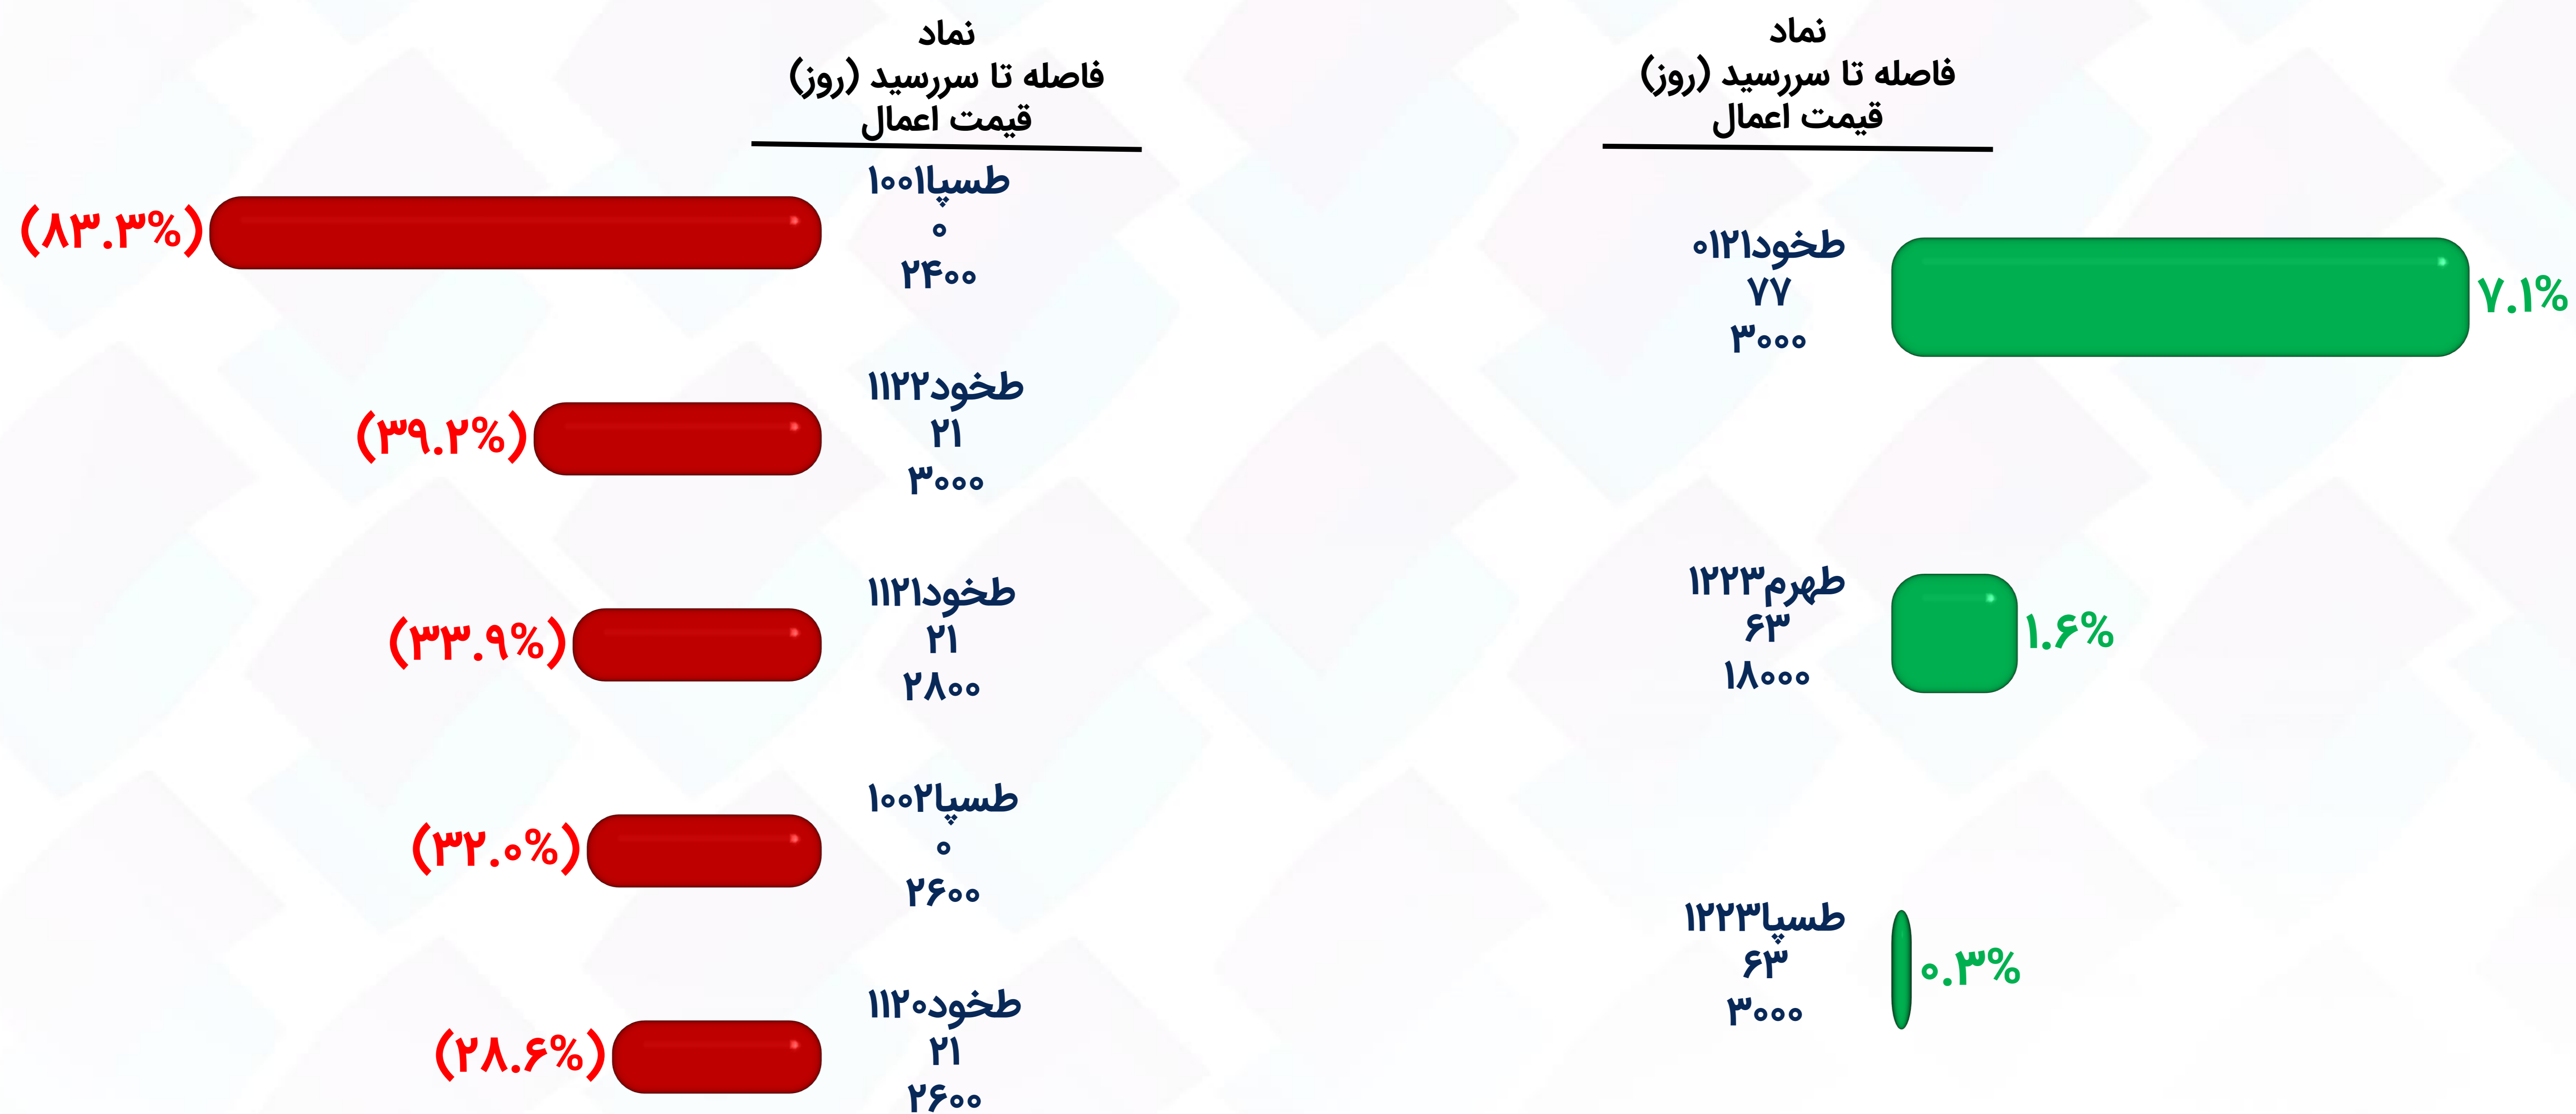 نماد
فاصله تا سررسید (روز)
قیمت اعمال
طخود۰۱۲۱
۷۷
۳۰۰۰
۷.۱%
طهرم۱۲۲۳
۶۳
۱۸۰۰۰
۱.۶%
طسپا۱۲۲۳
۶۳
۳۰۰۰
۰.۳%
نماد
فاصله تا سررسید (روز)
قیمت اعمال
طسپا۱۰۰۱
۰
۲۴۰۰
(۸۳.۳%)
طخود۱۱۲۲
۲۱
۳۰۰۰
(۳۹.۲%)
طخود۱۱۲۱
۲۱
۲۸۰۰
(۳۳.۹%)
طسپا۱۰۰۲
۰
۲۶۰۰
(۳۲.۰%)
طخود۱۱۲۰
۲۱
۲۶۰۰
(۲۸.۶%)